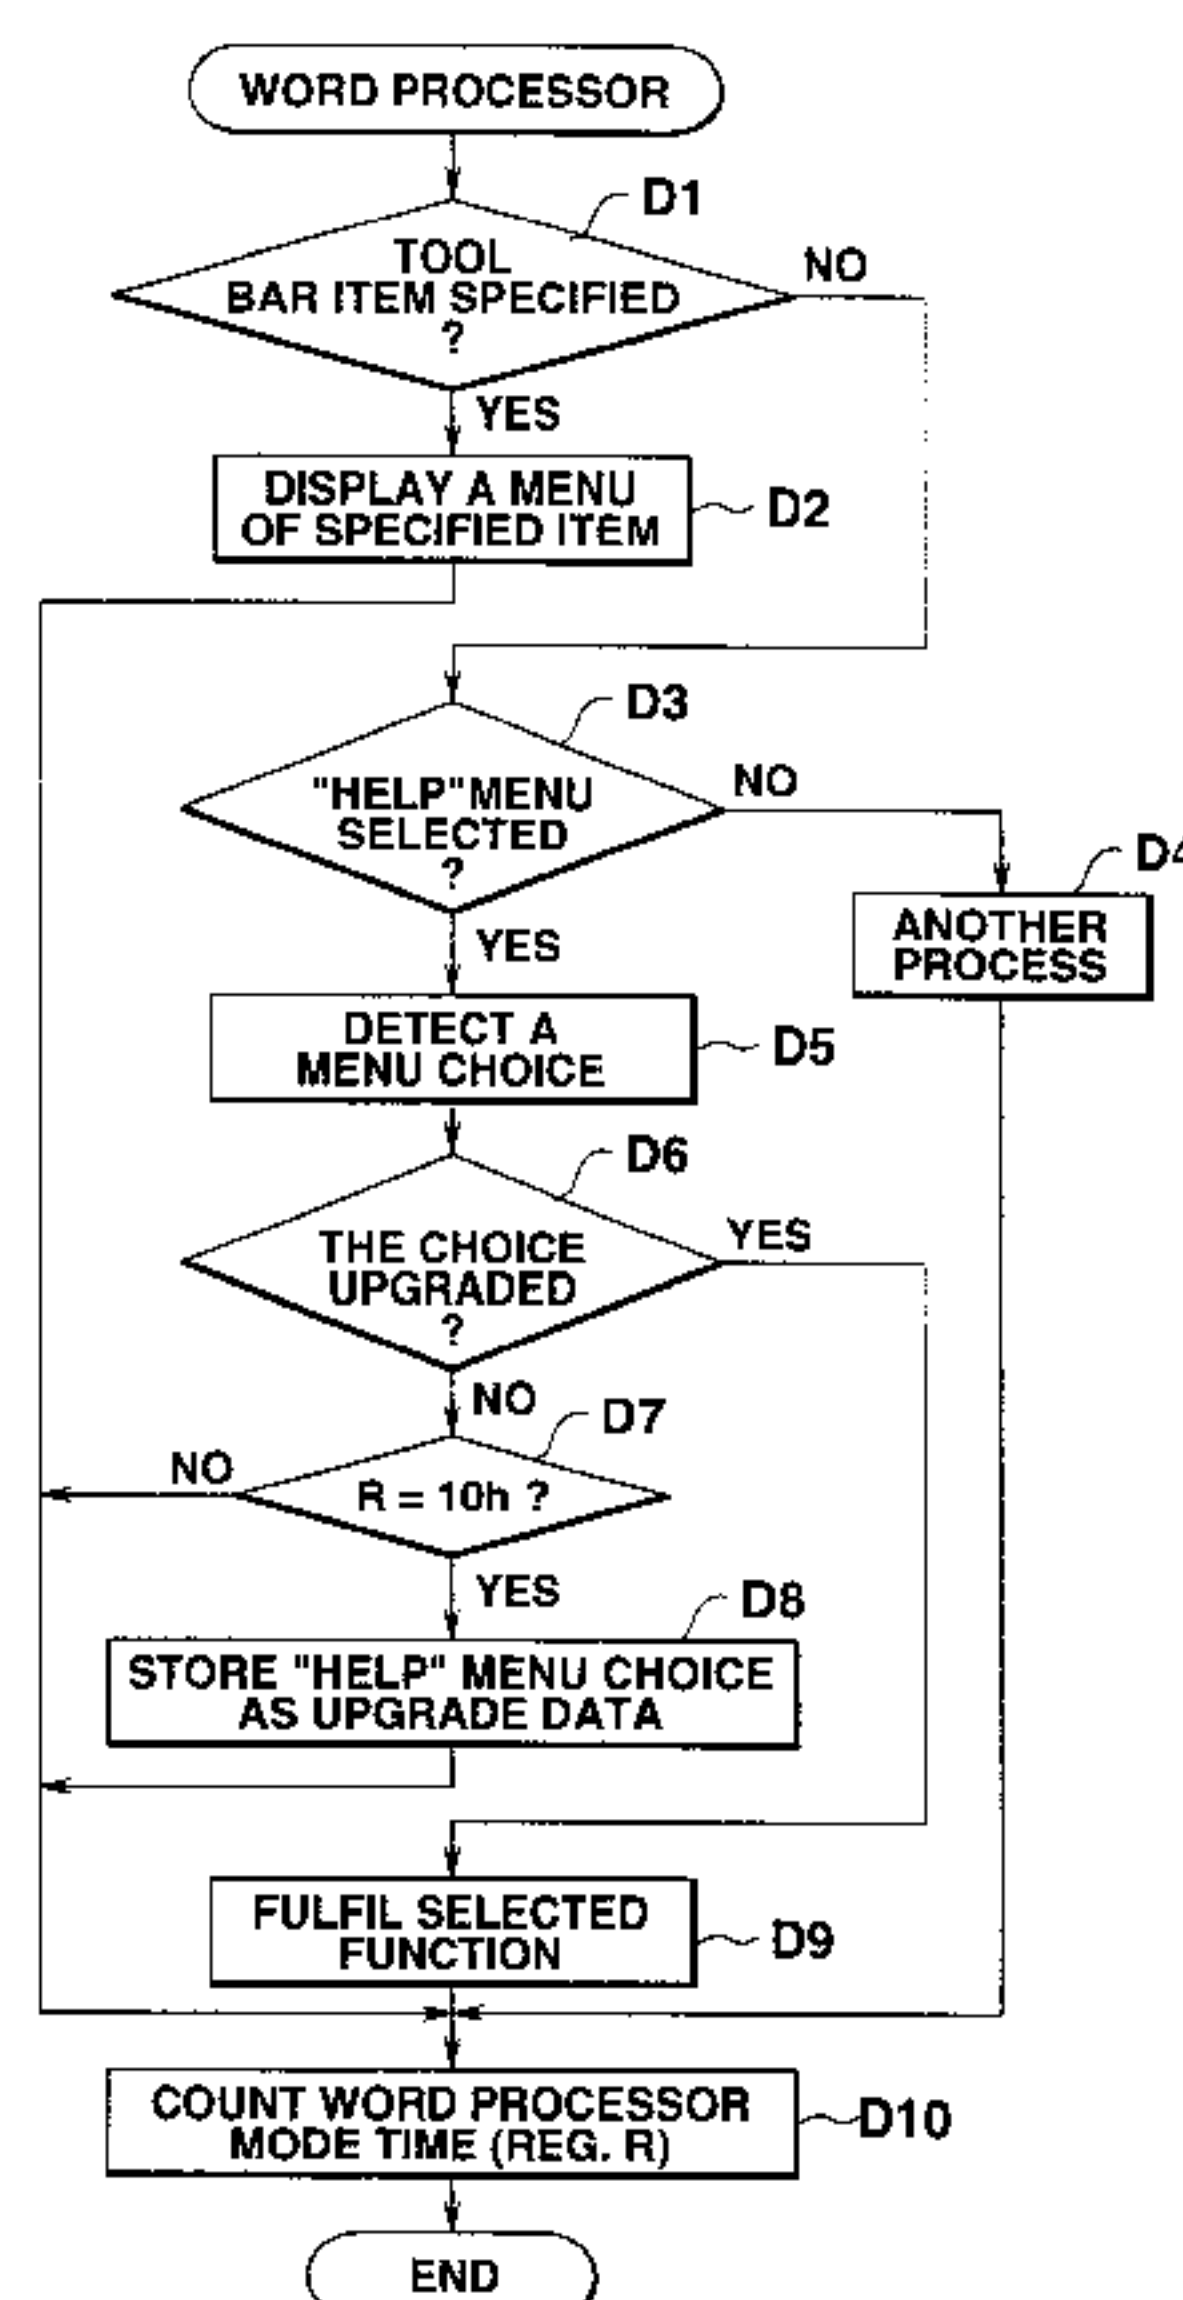 WORD PROCESSOR
D1
TOOL
BAR ITEM SPECIFIED
?
NO
YES
DISPLAY A MENU
OF SPECIFIED ITEM
D2
D3
"HELP"MENU
SELECTED
?
NO
D4
ANOTHER
PROCESS
YES
DETECT A
MENU CHOICE
D5
D6
THE CHOICE
UPGRADED
?
YES
NO
D7
NO
R = 10h ?
YES
D8
STORE "HELP" MENU CHOICE
AS UPGRADE DATA
FULFIL SELECTED
FUNCTION
D9
COUNT WORD PROCESSOR
MODE TIME (REG. R)
D10
END